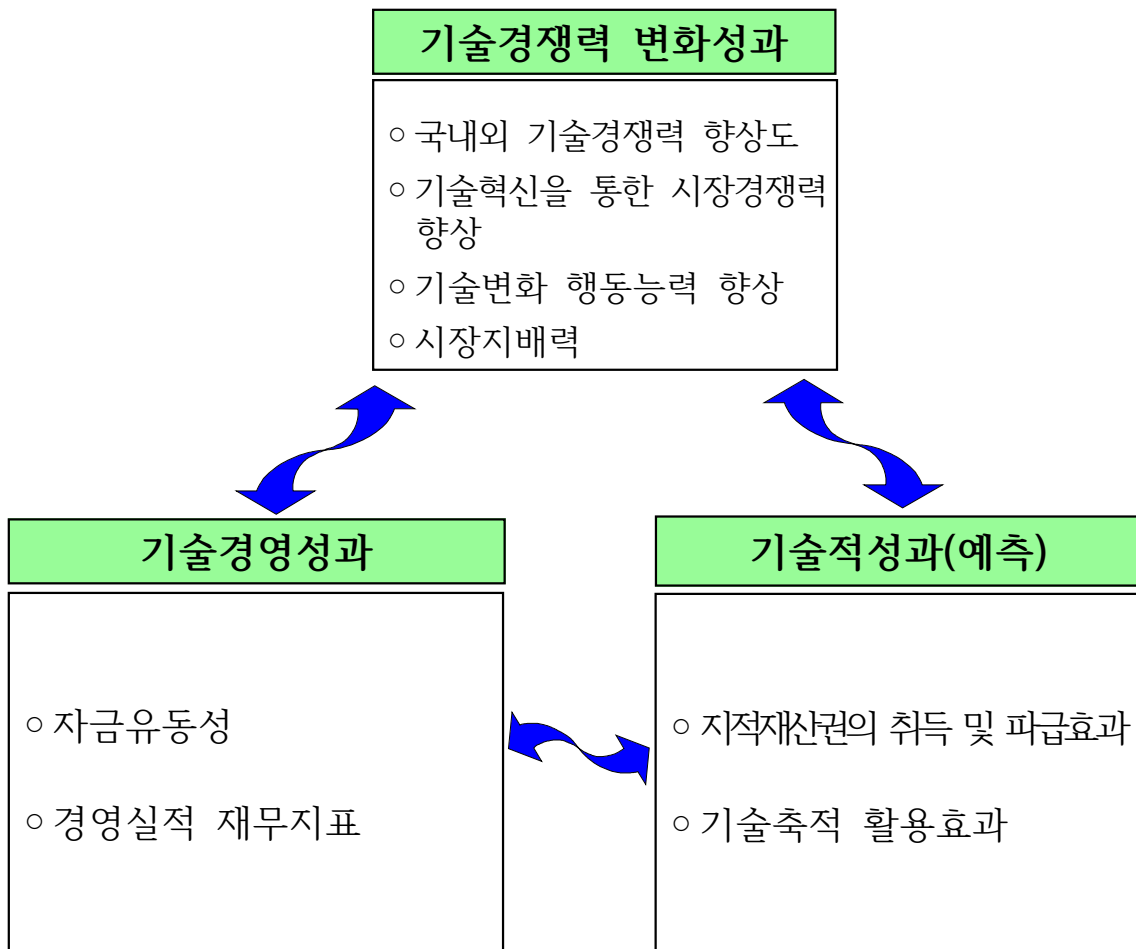 기술경쟁력 변화성과
○ 국내외 기술경쟁력 향상도
○ 기술혁신을 통한 시장경쟁력
향상
○ 기술변화 행동능력 향상
○ 시장지배력
기술경영성과
○ 자금유동성
○ 경영실적 재무지표
기술적성과(예측)
○ 지적재산권의 취득 및 파급효과
○ 기술축적 활용효과